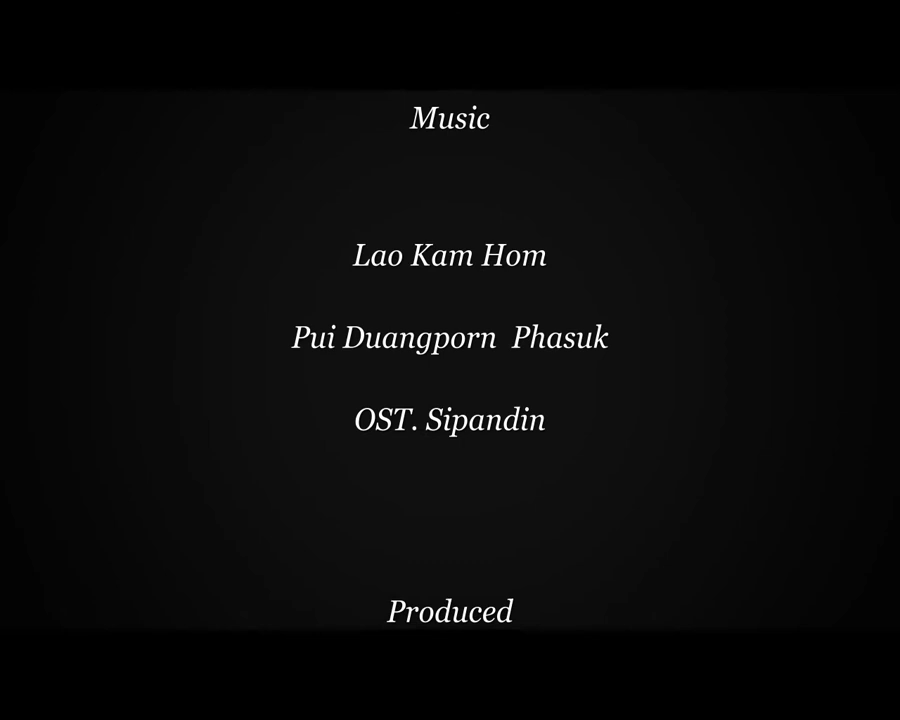 Music
Lao Kam Hom
Pui Duangporn  Phasuk
OST. Sipandin
Produced